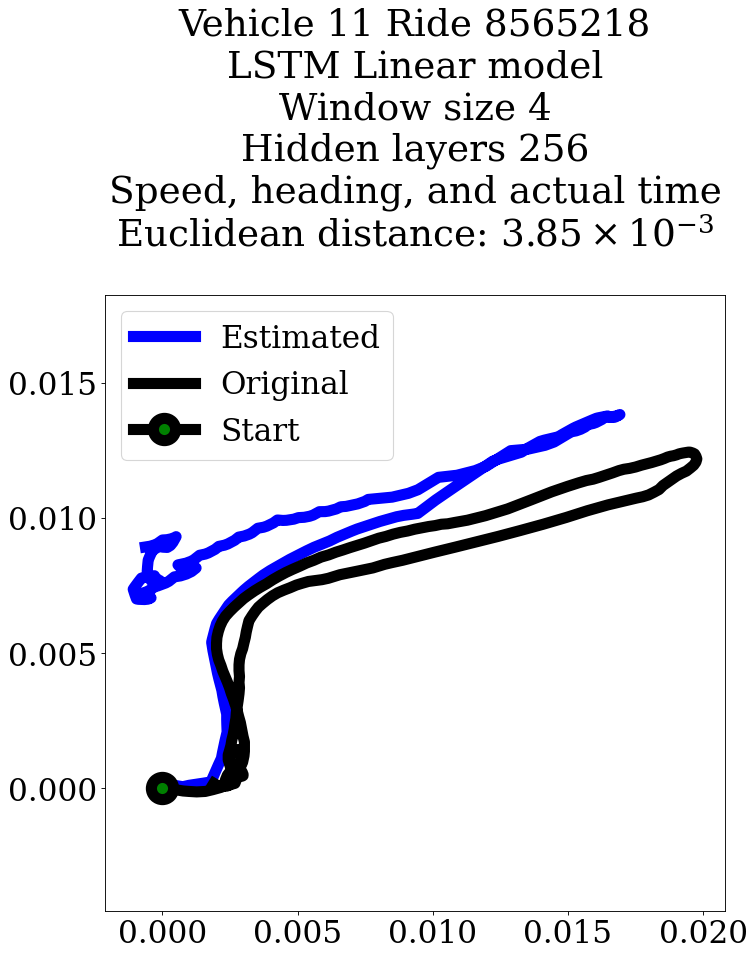 Vehicle 11 Ride 8565218
LSTM Linear model
Window size 4
Hidden layers 256
Speed, heading, and actual time
Euclidean distance: 3.85 × 10⁻³
Estimated
Original
Start
0.015
0.010
0.005
0.000
0.000 0.005 0.010 0.015 0.020